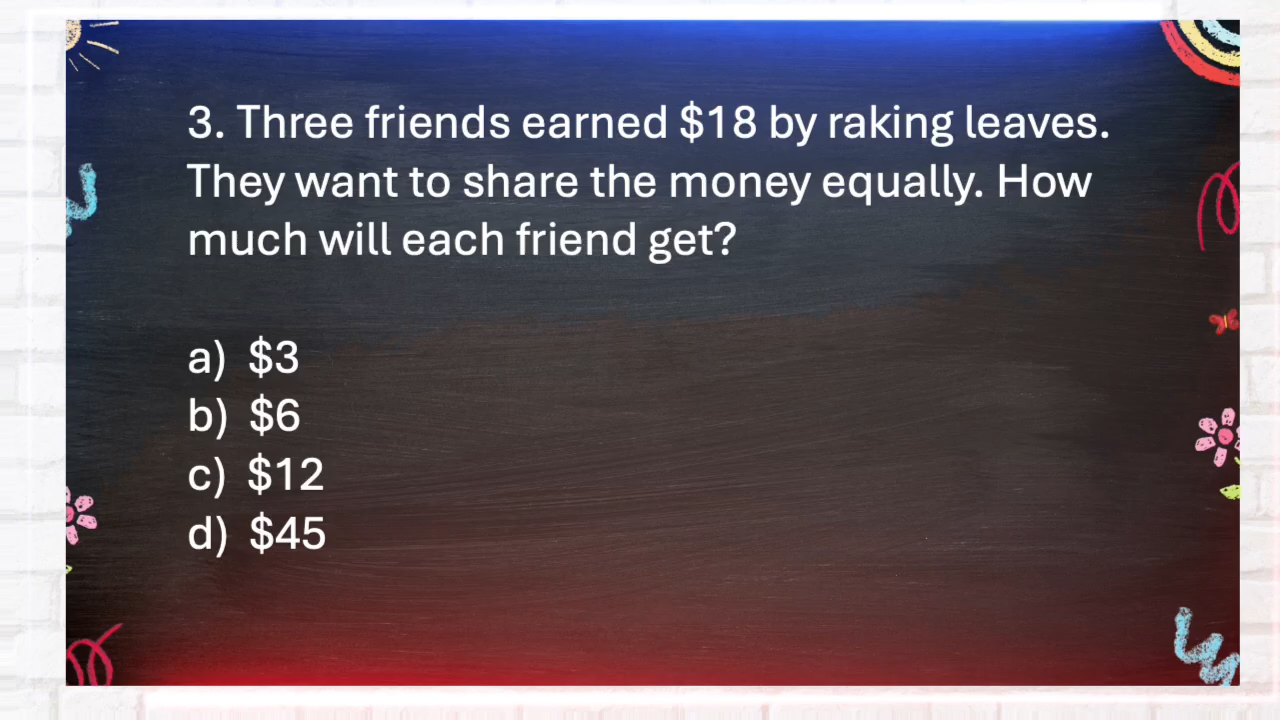 3. Three friends earned $18 by raking leaves.
They want to share the money equally. How
much will each friend get?
a) $3
b) $6
c) $12
d) $45